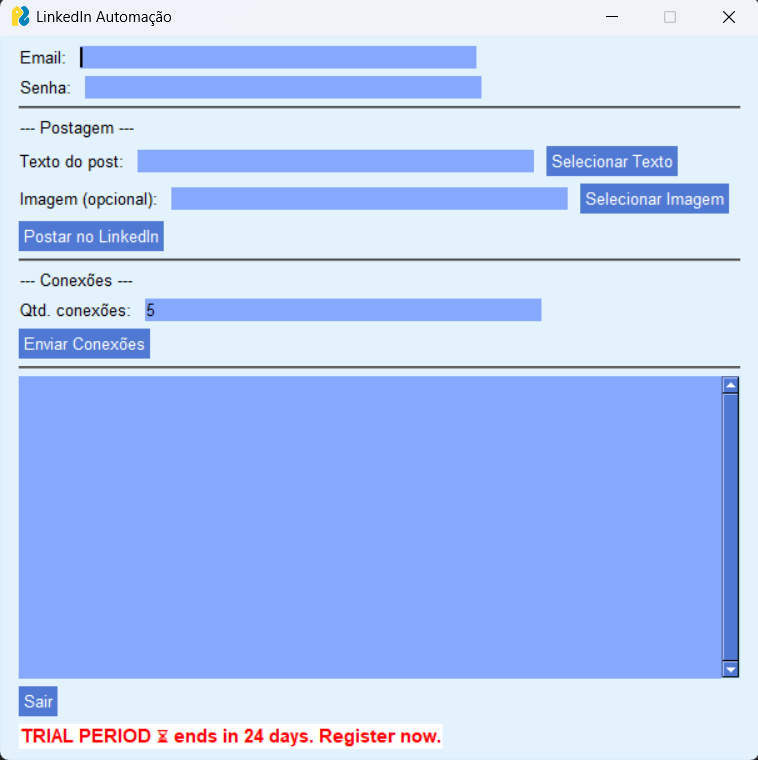 LinkedIn Automação
Email:
Senha:
--- Postagem ---
Texto do post: Selecionar Texto
Imagem (opcional): Selecionar Imagem
Postar no LinkedIn
--- Conexões ---
Qtd. conexões: 5
Enviar Conexões
Sair
TRIAL PERIOD ⏳ ends in 24 days. Register now.